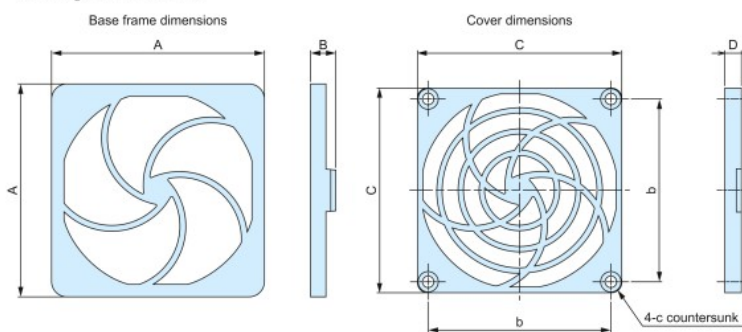 Base frame dimensions
Cover dimensions
A
B
C
D
A
C
b
b
4-c countersunk